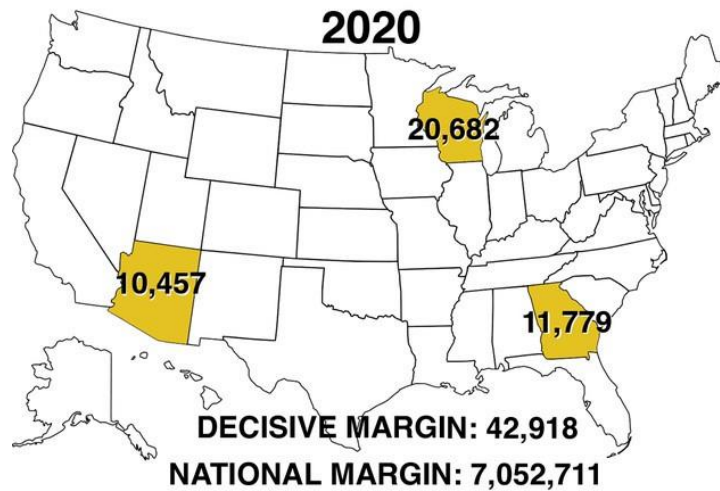 2020
20,682
10,457
11,779
DECISIVE MARGIN: 42,918
NATIONAL MARGIN: 7,052,711